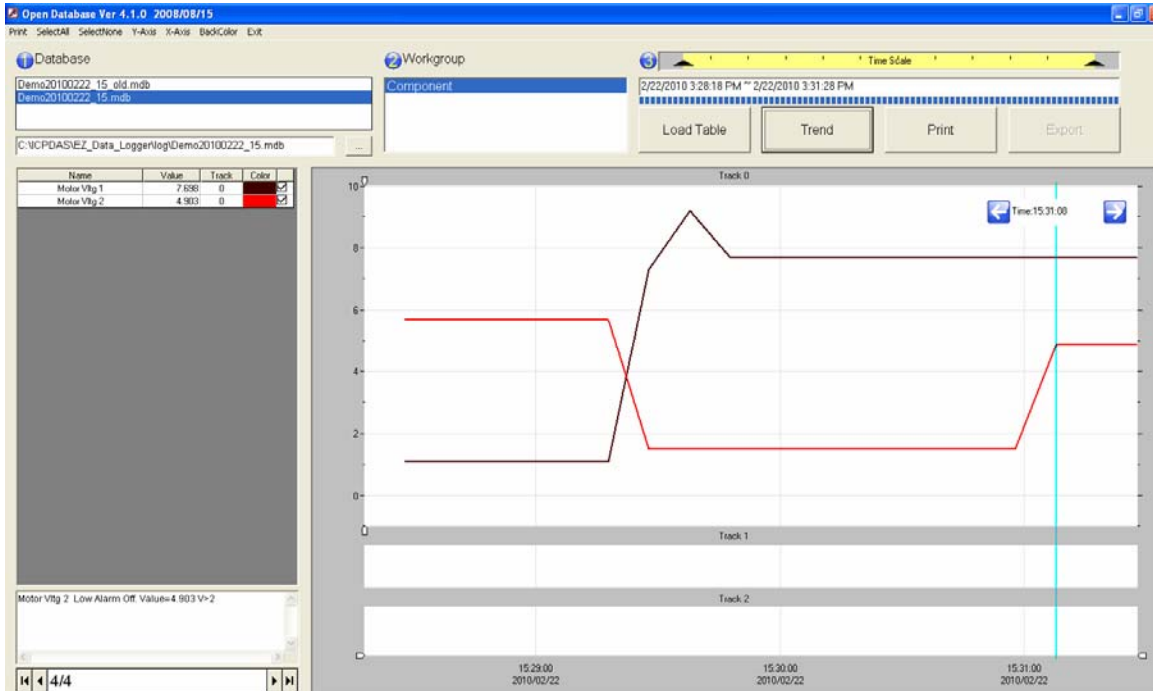 Open Database Ver 4.1.0 2008/08/15
Print SelectAll SelectNone Y-Axis X-Axis BackColor Exit
1 Database
Demo20100222_15_old.mdb
Demo20100222_15.mdb
C:\ICPDAS\EZ_Data_Logger\log\Demo20100222_15.mdb ...
2 Workgroup
Component
3 Time Scale
2/22/2010 3:28:18 PM ~ 2/22/2010 3:31:28 PM
Load Table Trend Print Export
Name Value Track Color
Motor Vltg 1 7.698 0
Motor Vltg 2 4.903 0
Motor Vltg 2 Low Alarm Off. Value=4.903 V>2
4/4
Track 0
Time:15:31:08
10
8
6
4
2
0
Track 1
Track 2
15:29:00 15:30:00 15:31:00
2010/02/22 2010/02/22 2010/02/22